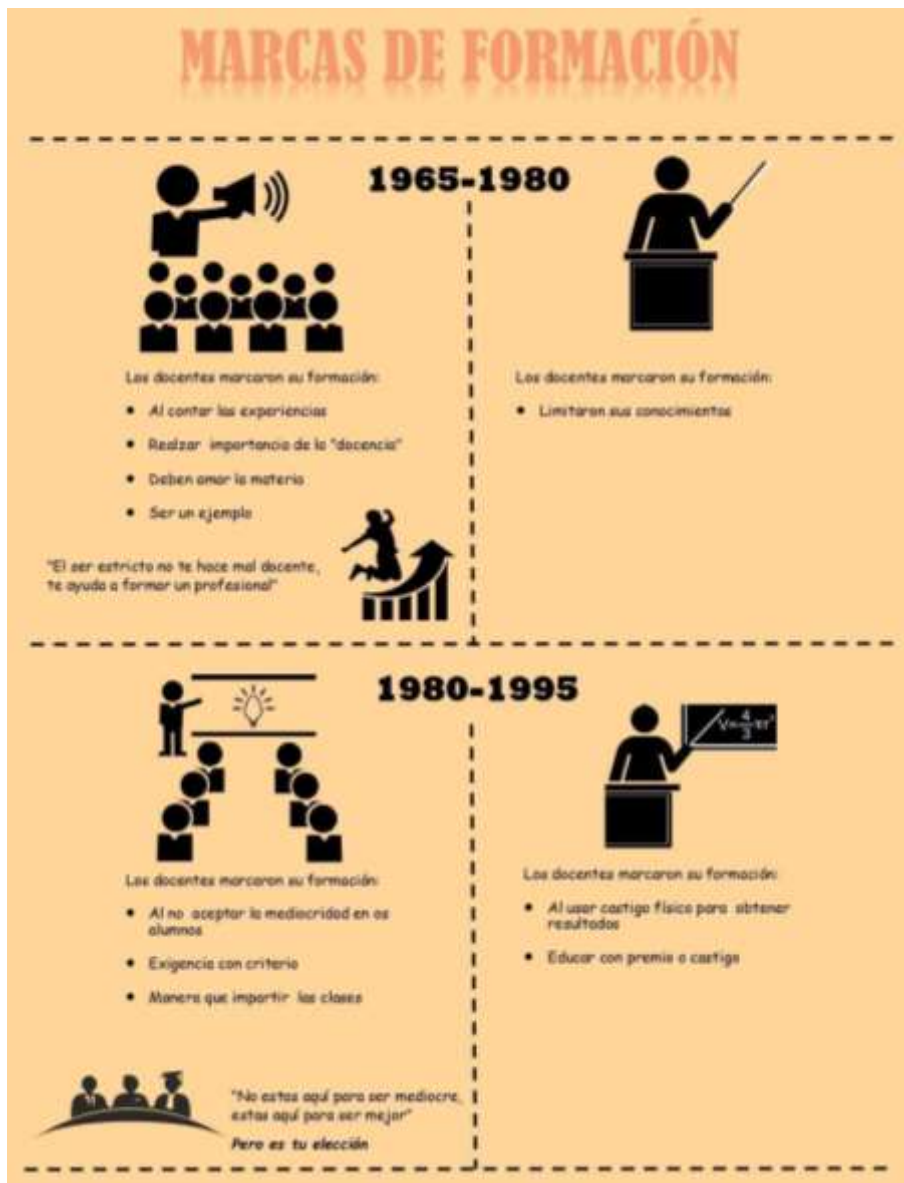 MARCAS DE FORMACIÓN
1965-1980
Los docentes marcaron su formación:
• Al contar las experiencias
• Realzar importancia de la "docencia"
• Deben amar la materia
• Ser un ejemplo
"El ser estricto no te hace mal docente,
te ayuda a formar un profesional"
Los docentes marcaron su formación:
• Limitaron sus conocimientos
1980-1995
Los docentes marcaron su formación:
• Al no aceptar la mediocridad en os
alumnos
• Exigencia con criterio
• Manera que impartir las clases
"No estas aquí para ser mediocre,
estas aquí para ser mejor"
Pero es tu elección
V=4/3 πr³
Los docentes marcaron su formación:
• Al usar castigo físico para obtener
resultados
• Educar con premio o castigo